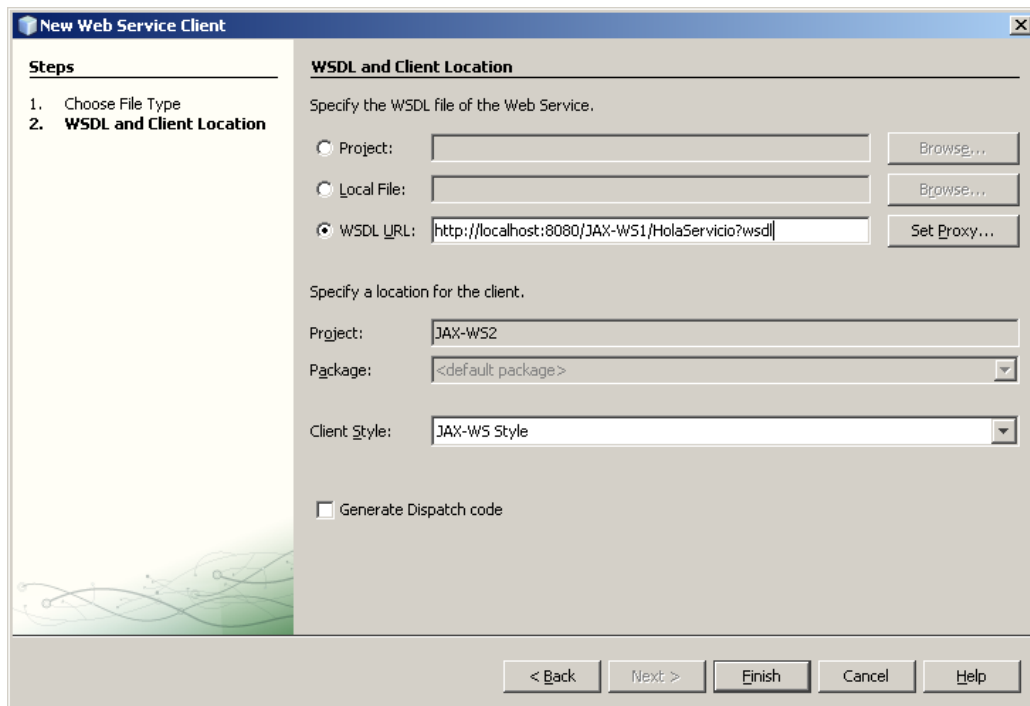 New Web Service Client
Steps
1. Choose File Type
2. WSDL and Client Location
WSDL and Client Location
Specify the WSDL file of the Web Service.
Project: Browse...
Local File: Browse...
WSDL URL: http://localhost:8080/JAX-WS1/HolaServicio?wsdl Set Proxy...
Specify a location for the client.
Project: JAX-WS2
Package: <default package>
Client Style: JAX-WS Style
Generate Dispatch code
< Back Next > Finish Cancel Help